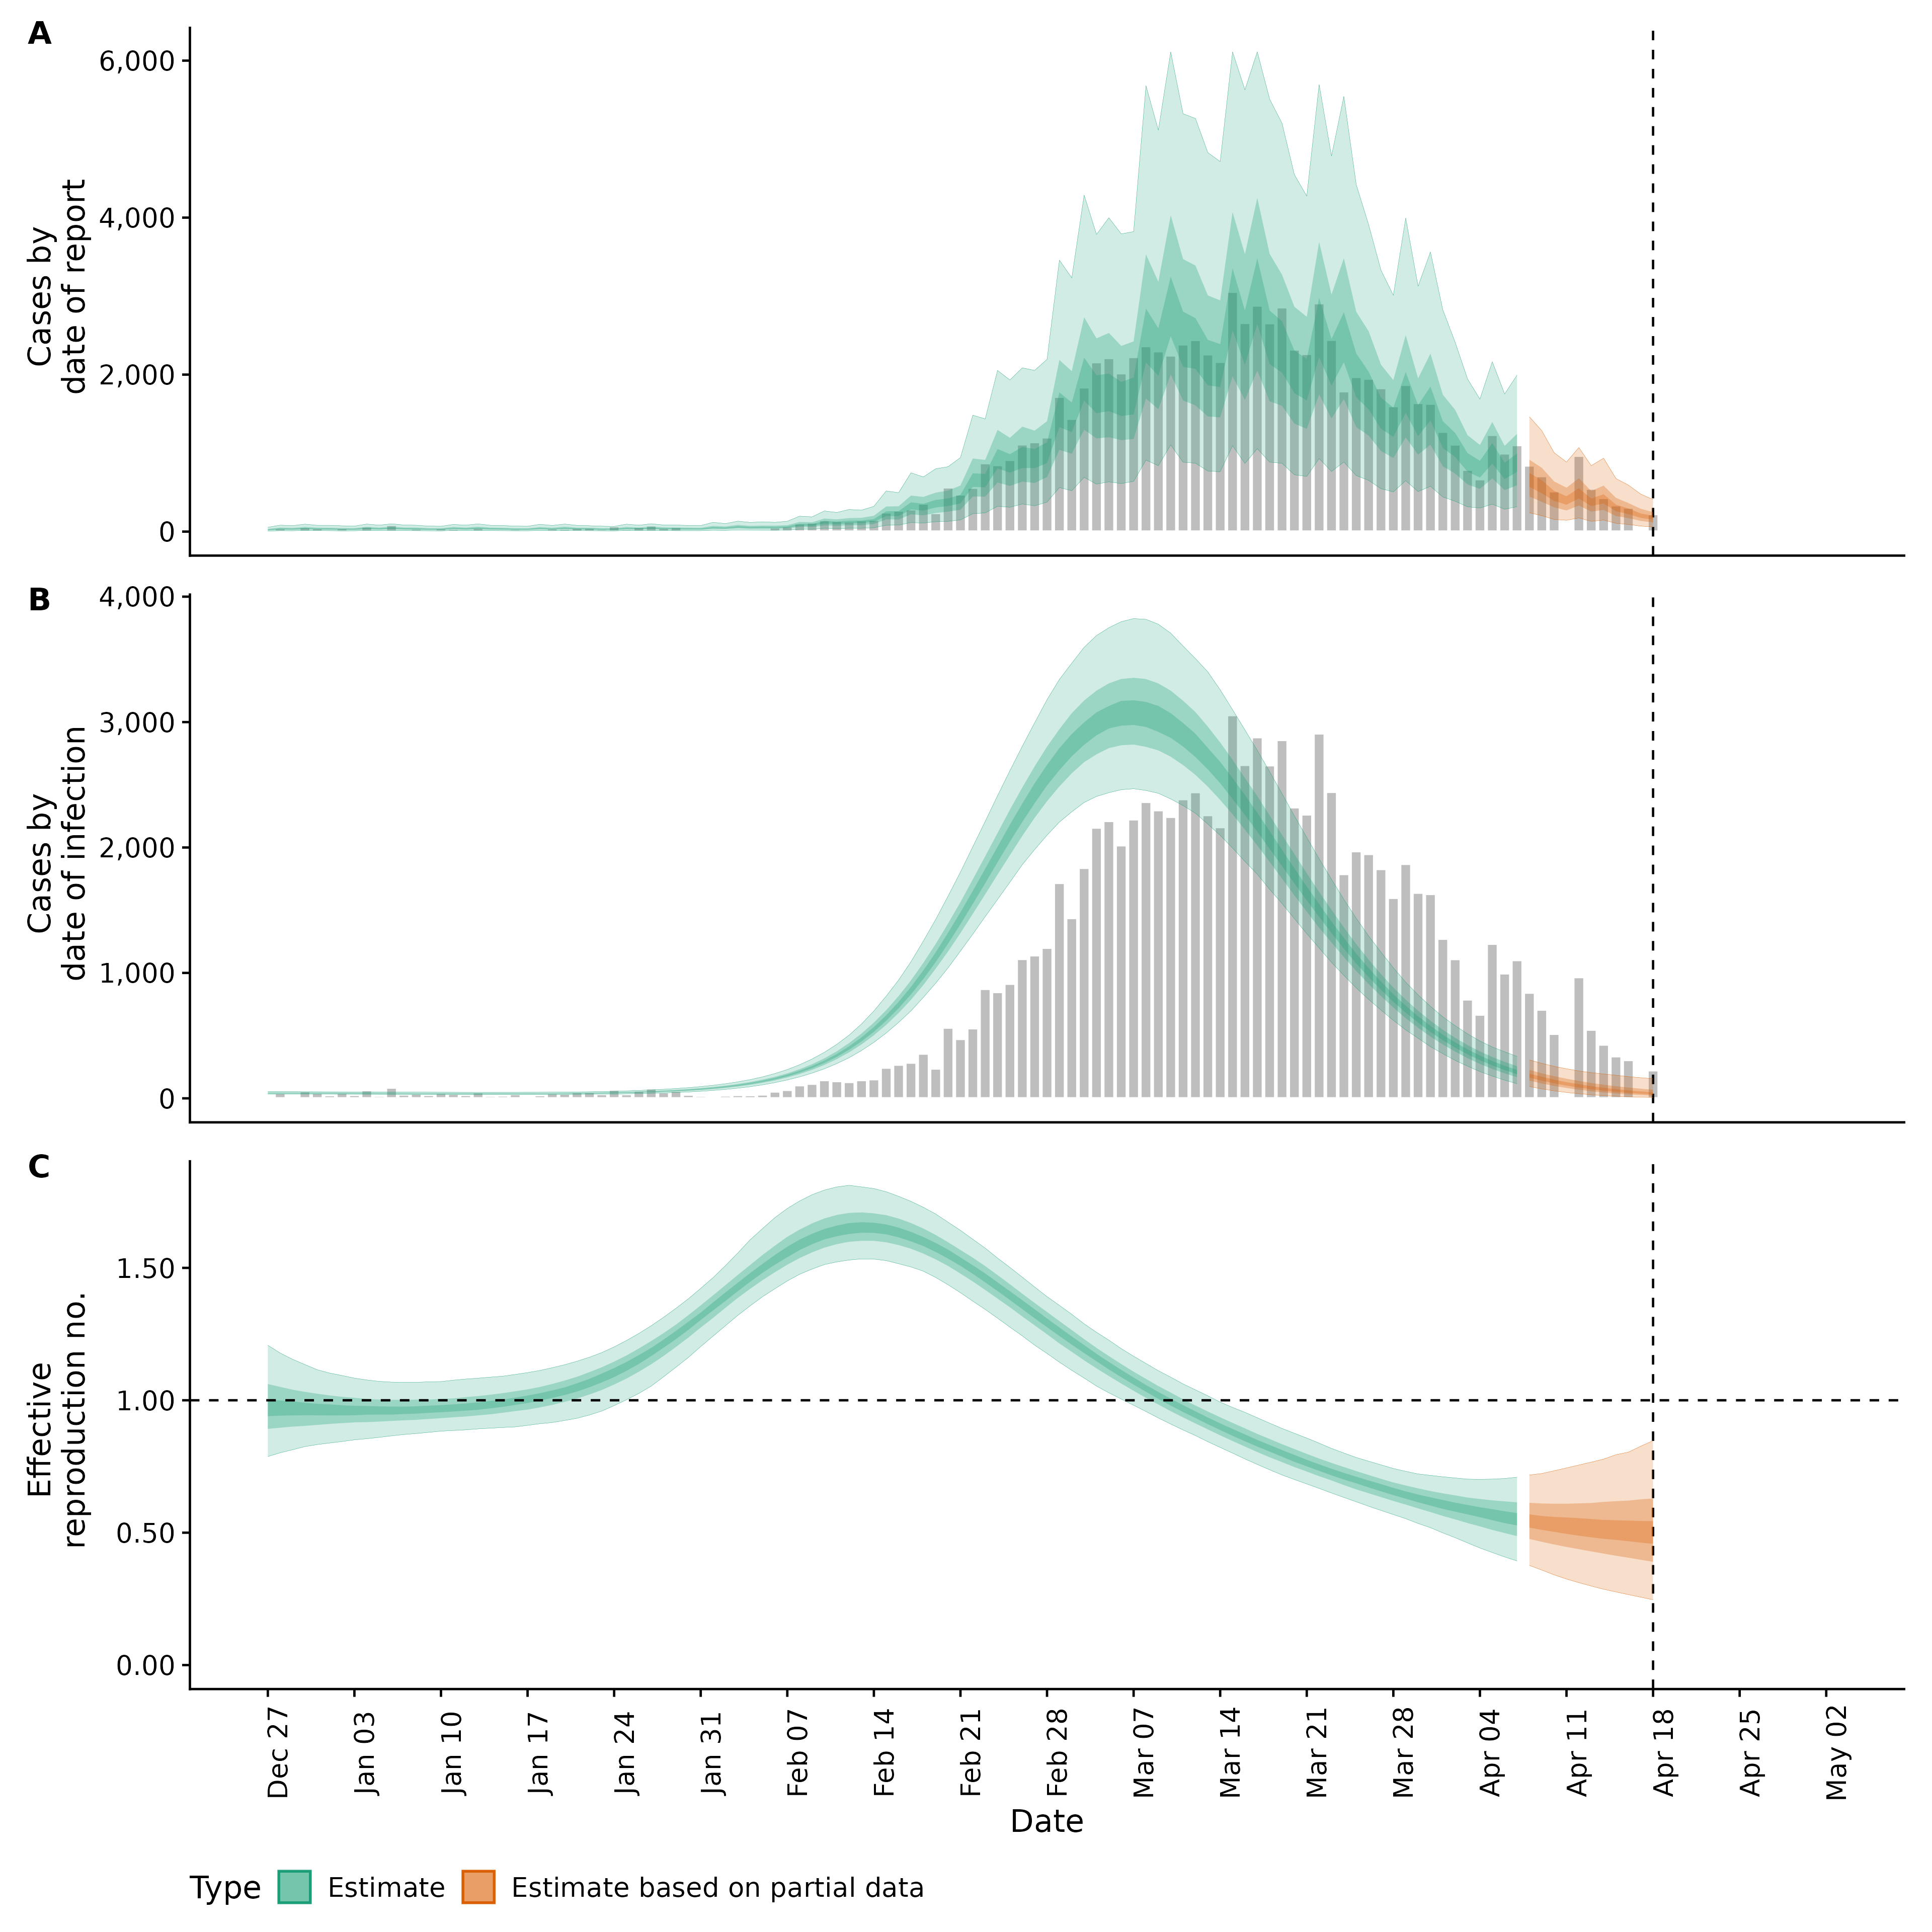 A
Cases by
date of report
6,000
4,000
2,000
0
B
Cases by
date of infection
4,000
3,000
2,000
1,000
0
C
Effective
reproduction no.
1.50
1.00
0.50
0.00
Dec 27
Jan 03
Jan 10
Jan 17
Jan 24
Jan 31
Feb 07
Feb 14
Feb 21
Feb 28
Mar 07
Mar 14
Mar 21
Mar 28
Apr 04
Apr 11
Apr 18
Apr 25
May 02
Date
Type Estimate Estimate based on partial data